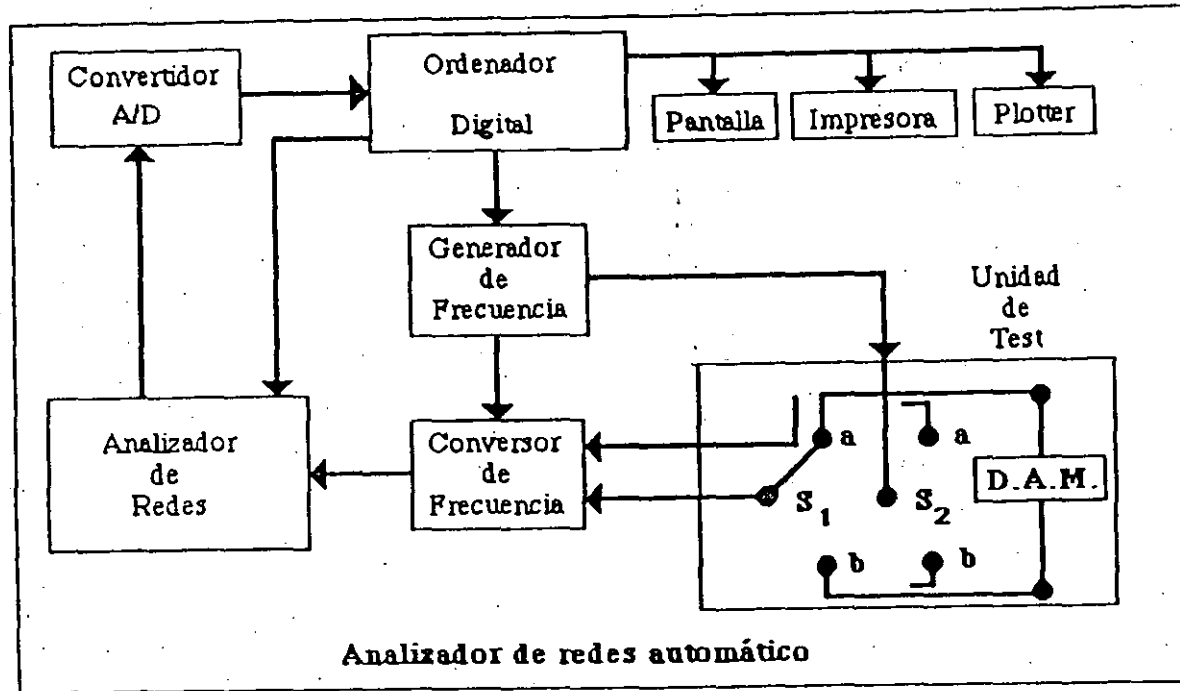 Convertidor
A/D
Ordenador
Digital
Pantalla
Impresora
Plotter
Generador
de
Frecuencia
Unidad
de
Test
Analizador
de
Redes
Conversor
de
Frecuencia
a
a
S1
S2
D.A.M.
b
b
Analizador de redes automático